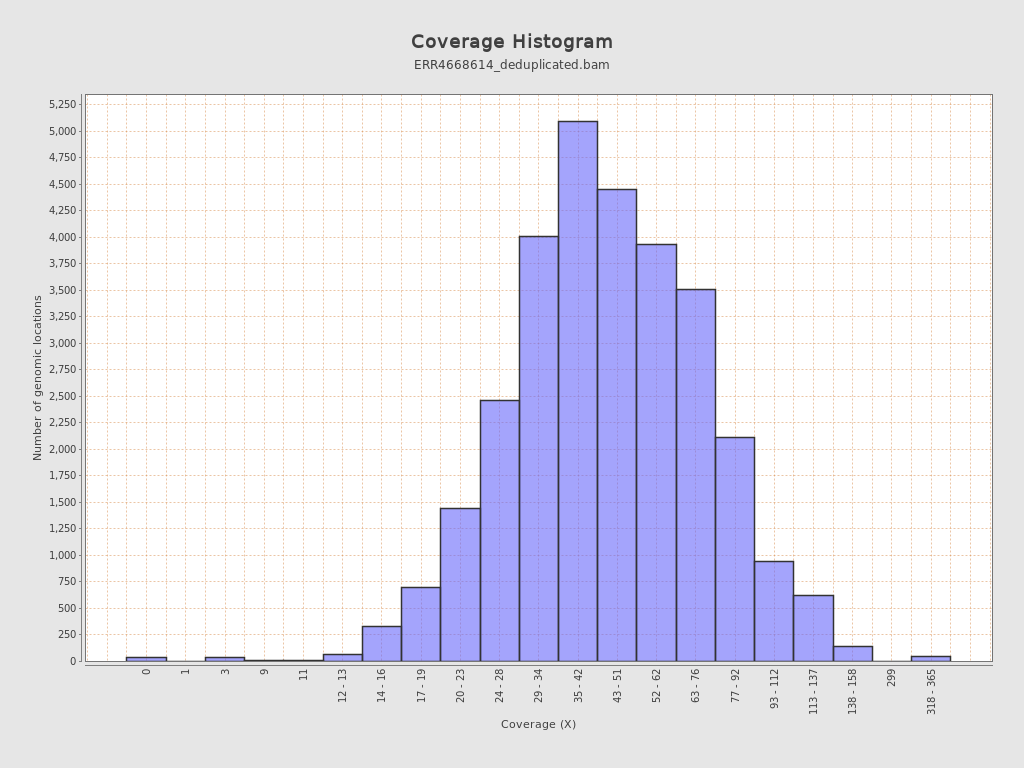 Coverage Histogram
ERR4668614_deduplicated.bam
Number of genomic locations
5,250
5,000
4,750
4,500
4,250
4,000
3,750
3,500
3,250
3,000
2,750
2,500
2,250
2,000
1,750
1,500
1,250
1,000
750
500
250
0
0
1
3
9
11
12 - 13
14 - 16
17 - 19
20 - 23
24 - 28
29 - 34
35 - 42
43 - 51
52 - 62
63 - 76
77 - 92
93 - 112
113 - 137
138 - 158
299
318 - 365
Coverage (X)